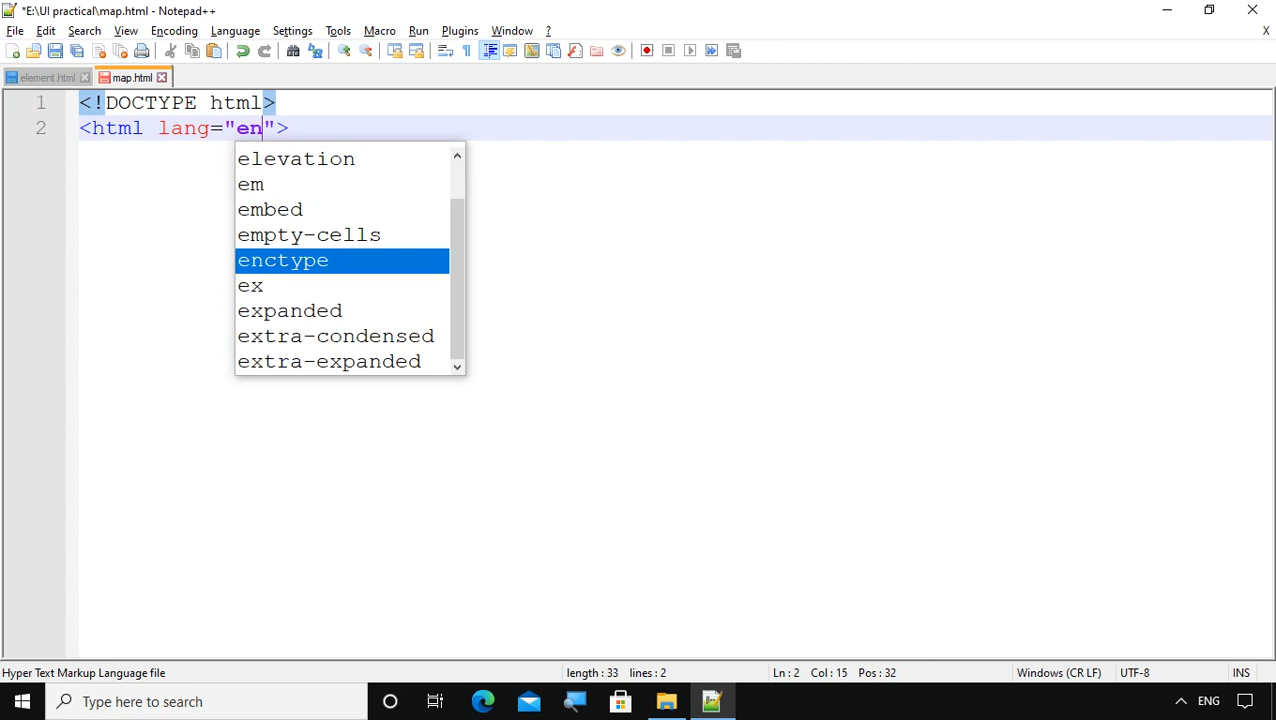 *E:\UI practical\map.html - Notepad++
File Edit Search View Encoding Language Settings Tools Macro Run Plugins Window ? X
element.html map.html
1 <!DOCTYPE html>
2 <html lang="en">
elevation
em
embed
empty-cells
enctype
ex
expanded
extra-condensed
extra-expanded
Hyper Text Markup Language file length : 33 lines : 2 Ln : 2 Col : 15 Pos : 32 Windows (CR LF) UTF-8 INS
Type here to search ENG